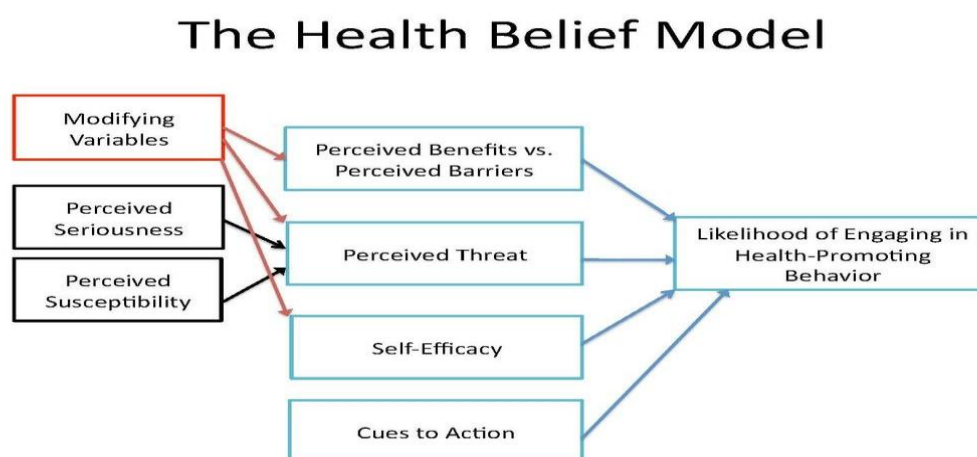 The Health Belief Model
Modifying
Variables
Perceived
Seriousness
Perceived
Susceptibility
Perceived Benefits vs.
Perceived Barriers
Perceived Threat
Self-Efficacy
Cues to Action
Likelihood of Engaging in
Health-Promoting
Behavior